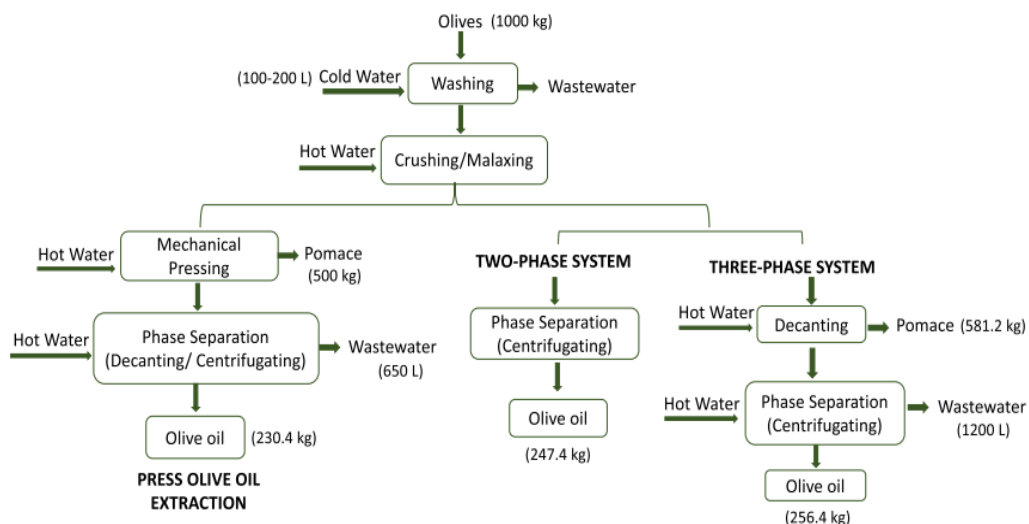 Olives (1000 kg)
(100-200 L) Cold Water
Washing
Wastewater
Hot Water
Crushing/Malaxing
Hot Water
Mechanical
Pressing
Pomace
(500 kg)
TWO-PHASE SYSTEM
THREE-PHASE SYSTEM
Hot Water
Phase Separation
(Decanting/ Centrifugating)
Wastewater
(650 L)
Phase Separation
(Centrifugating)
Hot Water
Decanting
Pomace (581.2 kg)
Hot Water
Phase Separation
(Centrifugating)
Wastewater
(1200 L)
Olive oil
(230.4 kg)
Olive oil
(247.4 kg)
Olive oil
(256.4 kg)
PRESS OLIVE OIL
EXTRACTION